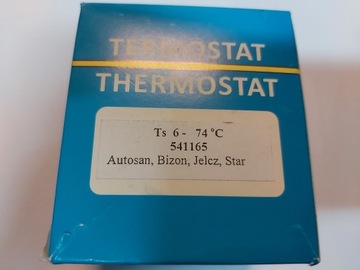 TERMOSTAT
THERMOSTAT
Ts 6 - 74 °C
541165
Autosan, Bizon, Jelcz, Star